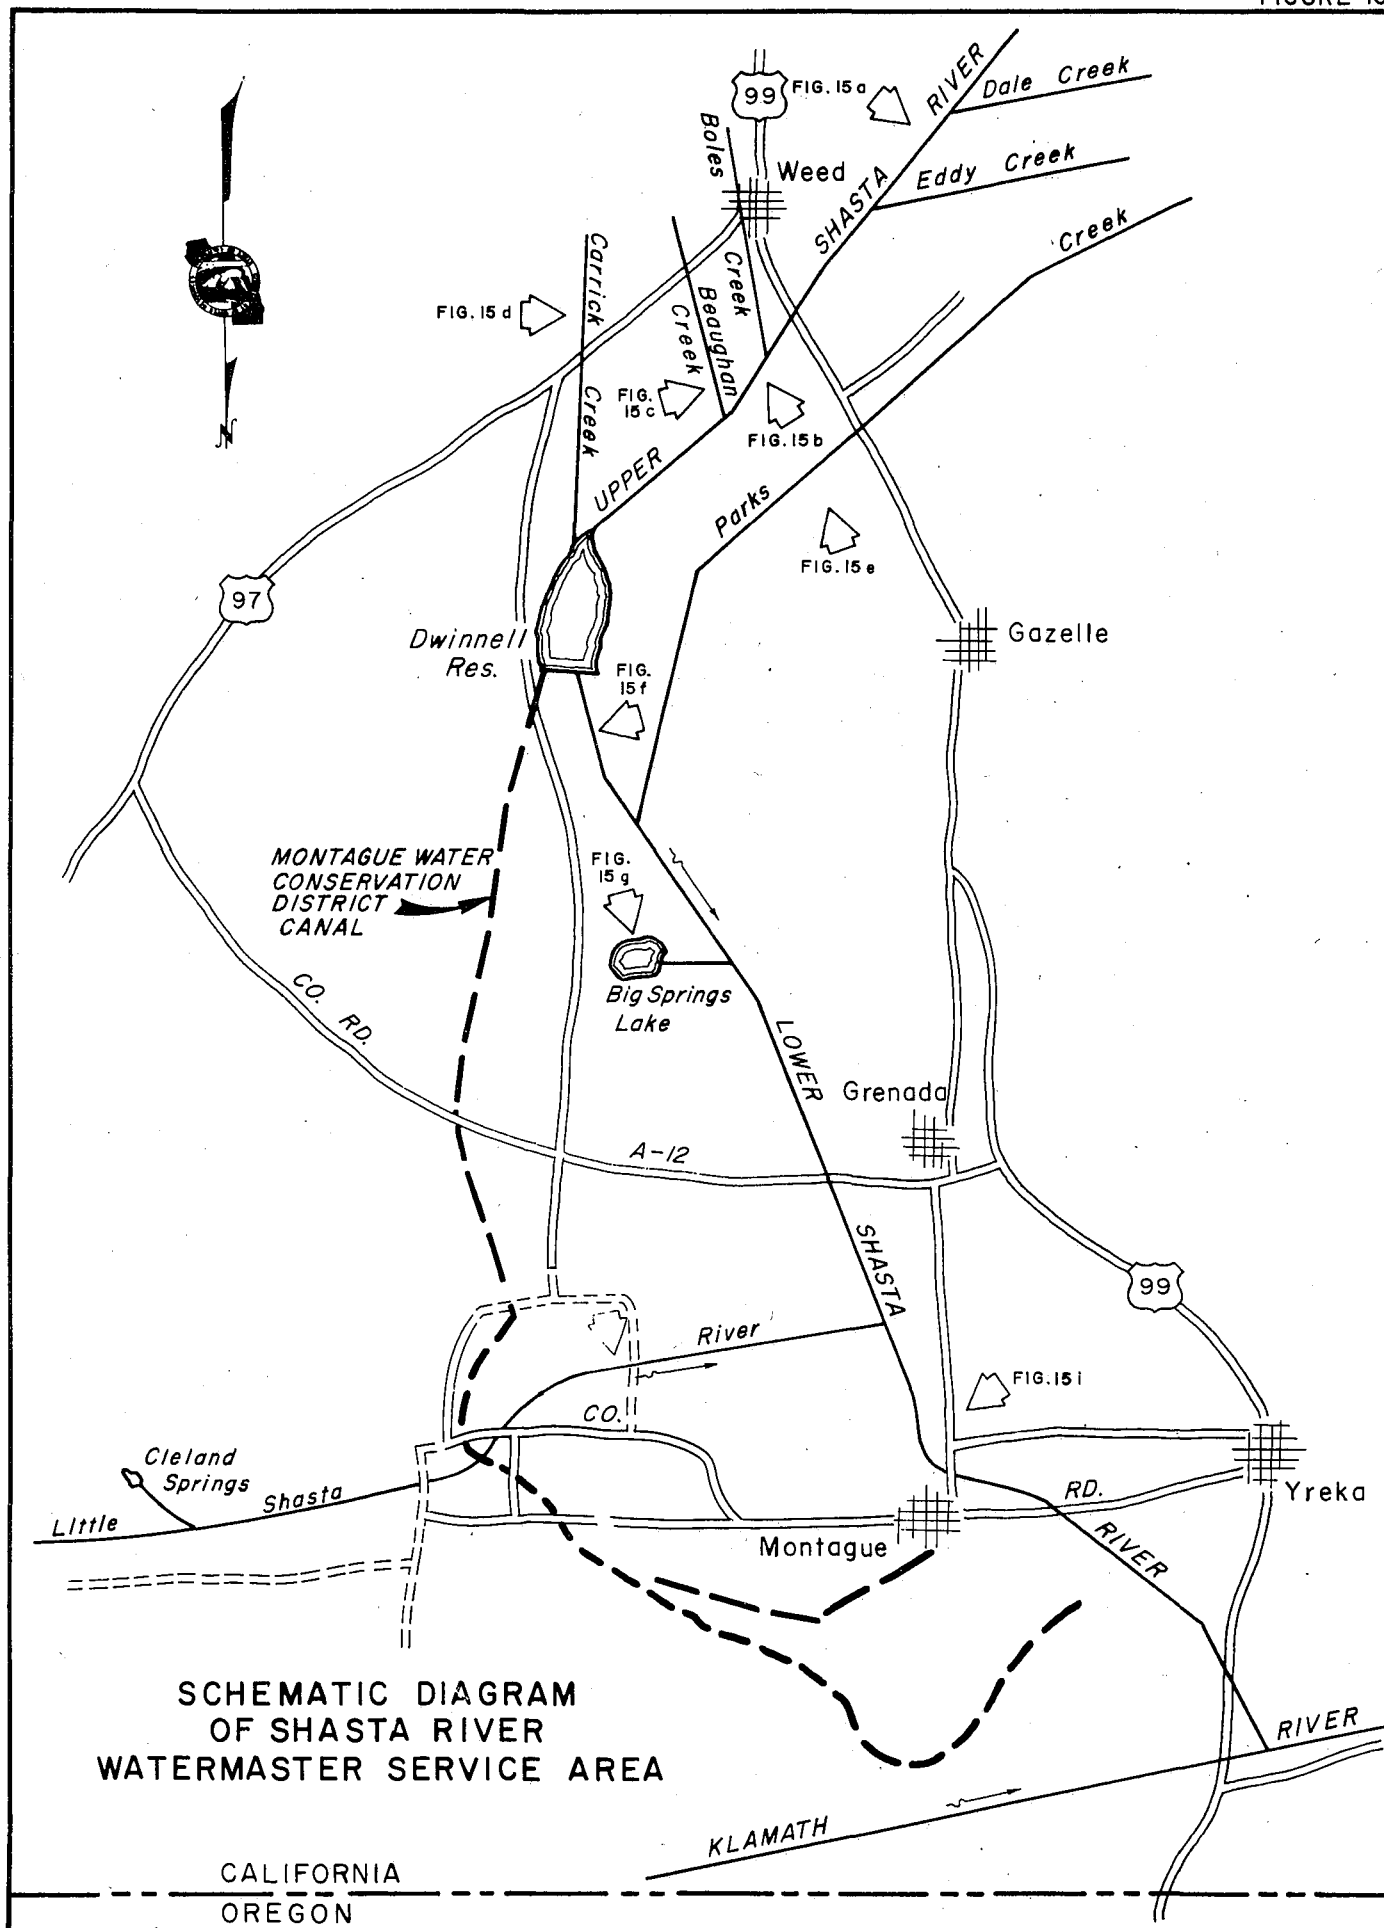 99
FIG. 15 a
RIVER
Dale Creek
Boles
Weed
SHASTA
Eddy Creek
Creek
Carrick
Creek
Beaughan
Creek
FIG. 15 d
N
FIG.
15 c
Creek
FIG. 15 b
UPPER
Parks
FIG. 15 e
97
Dwinnell
Res.
Gazelle
FIG.
15 f
MONTAGUE WATER
CONSERVATION
DISTRICT
CANAL
FIG.
15 g
Big Springs
Lake
CO. RD.
LOWER
Grenada
A-12
SHASTA
99
River
FIG. 15 i
CO.
Cleland
Springs
Little Shasta
RD.
Yreka
Montague
RIVER
SCHEMATIC DIAGRAM
OF SHASTA RIVER
WATERMASTER SERVICE AREA
RIVER
KLAMATH
CALIFORNIA
OREGON